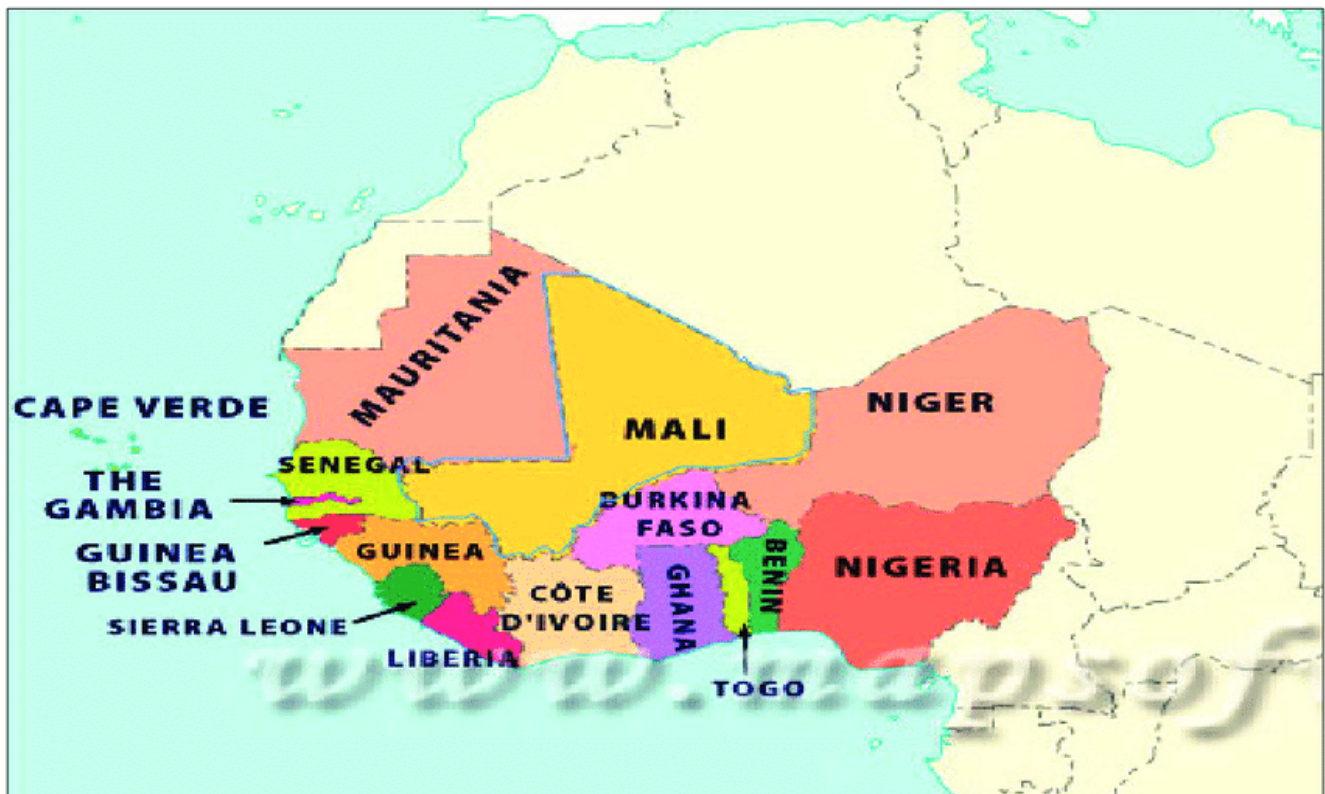 MAURITANIA
CAPE VERDE
NIGER
MALI
SENEGAL
THE
GAMBIA
BURKINA
FASO
GUINEA
BISSAU
GUINEA
BENIN
NIGERIA
GHANA
CÔTE
D'IVOIRE
SIERRA LEONE
LIBERIA
TOGO
www.mapsof